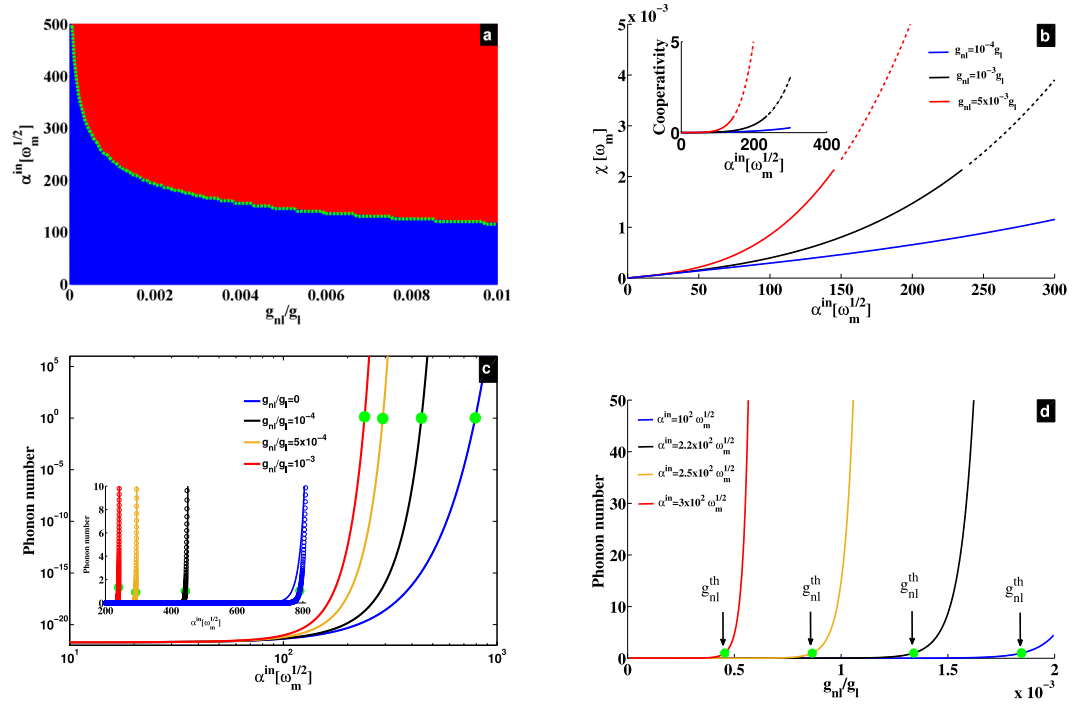 a
500
400
300
200
100
0
α^in[ω_m^1/2]
0
0.002
0.004
0.006
0.008
0.01
g_nl/g_l
x 10^-3
b
5
4
3
2
1
0
χ [ω_m]
0
50
100
150
200
250
300
α^in[ω_m^1/2]
g_nl=10^-4g_l
g_nl=10^-3g_l
g_nl=5x10^-3g_l
5
0
Cooperativity
0
200
400
α^in[ω_m^1/2]
c
10^5
10^0
10^-5
10^-10
10^-15
10^-20
Phonon number
10^1
10^2
10^3
α^in[ω_m^1/2]
g_nl/g_l=0
g_nl/g_l=10^-4
g_nl/g_l=5x10^-4
g_nl/g_l=10^-3
10
8
6
4
2
0
Phonon number
200
400
600
800
α^in[ω_m^1/2]
d
50
40
30
20
10
0
Phonon number
α^in=10^2 ω_m^1/2
α^in=2.2x10^2 ω_m^1/2
α^in=2.5x10^2 ω_m^1/2
α^in=3x10^2 ω_m^1/2
g_nl^th
g_nl^th
g_nl^th
g_nl^th
0
0.5
1
1.5
2
g_nl/g_l
x 10^-3